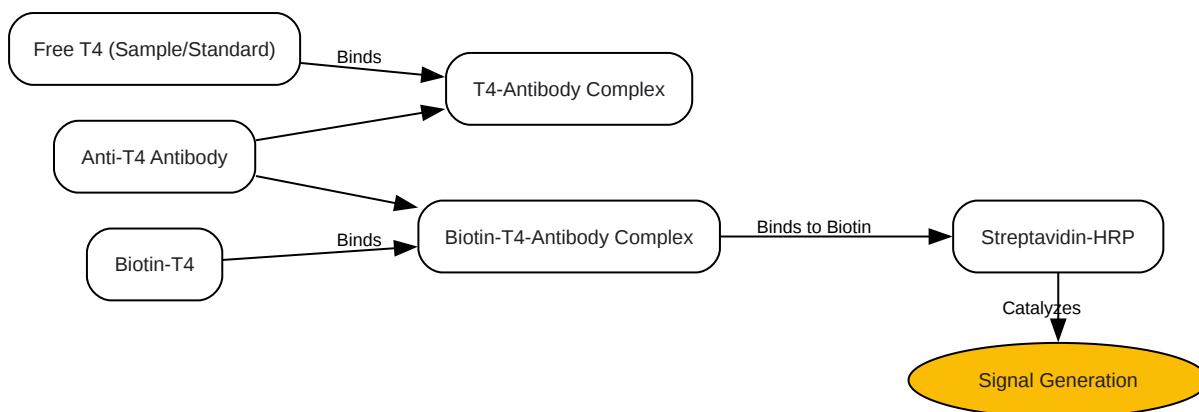 Free T4 (Sample/Standard)
Binds
T4-Antibody Complex
Anti-T4 Antibody
Biotin-T4
Binds
Biotin-T4-Antibody Complex
Binds to Biotin
Streptavidin-HRP
Catalyzes
Signal Generation